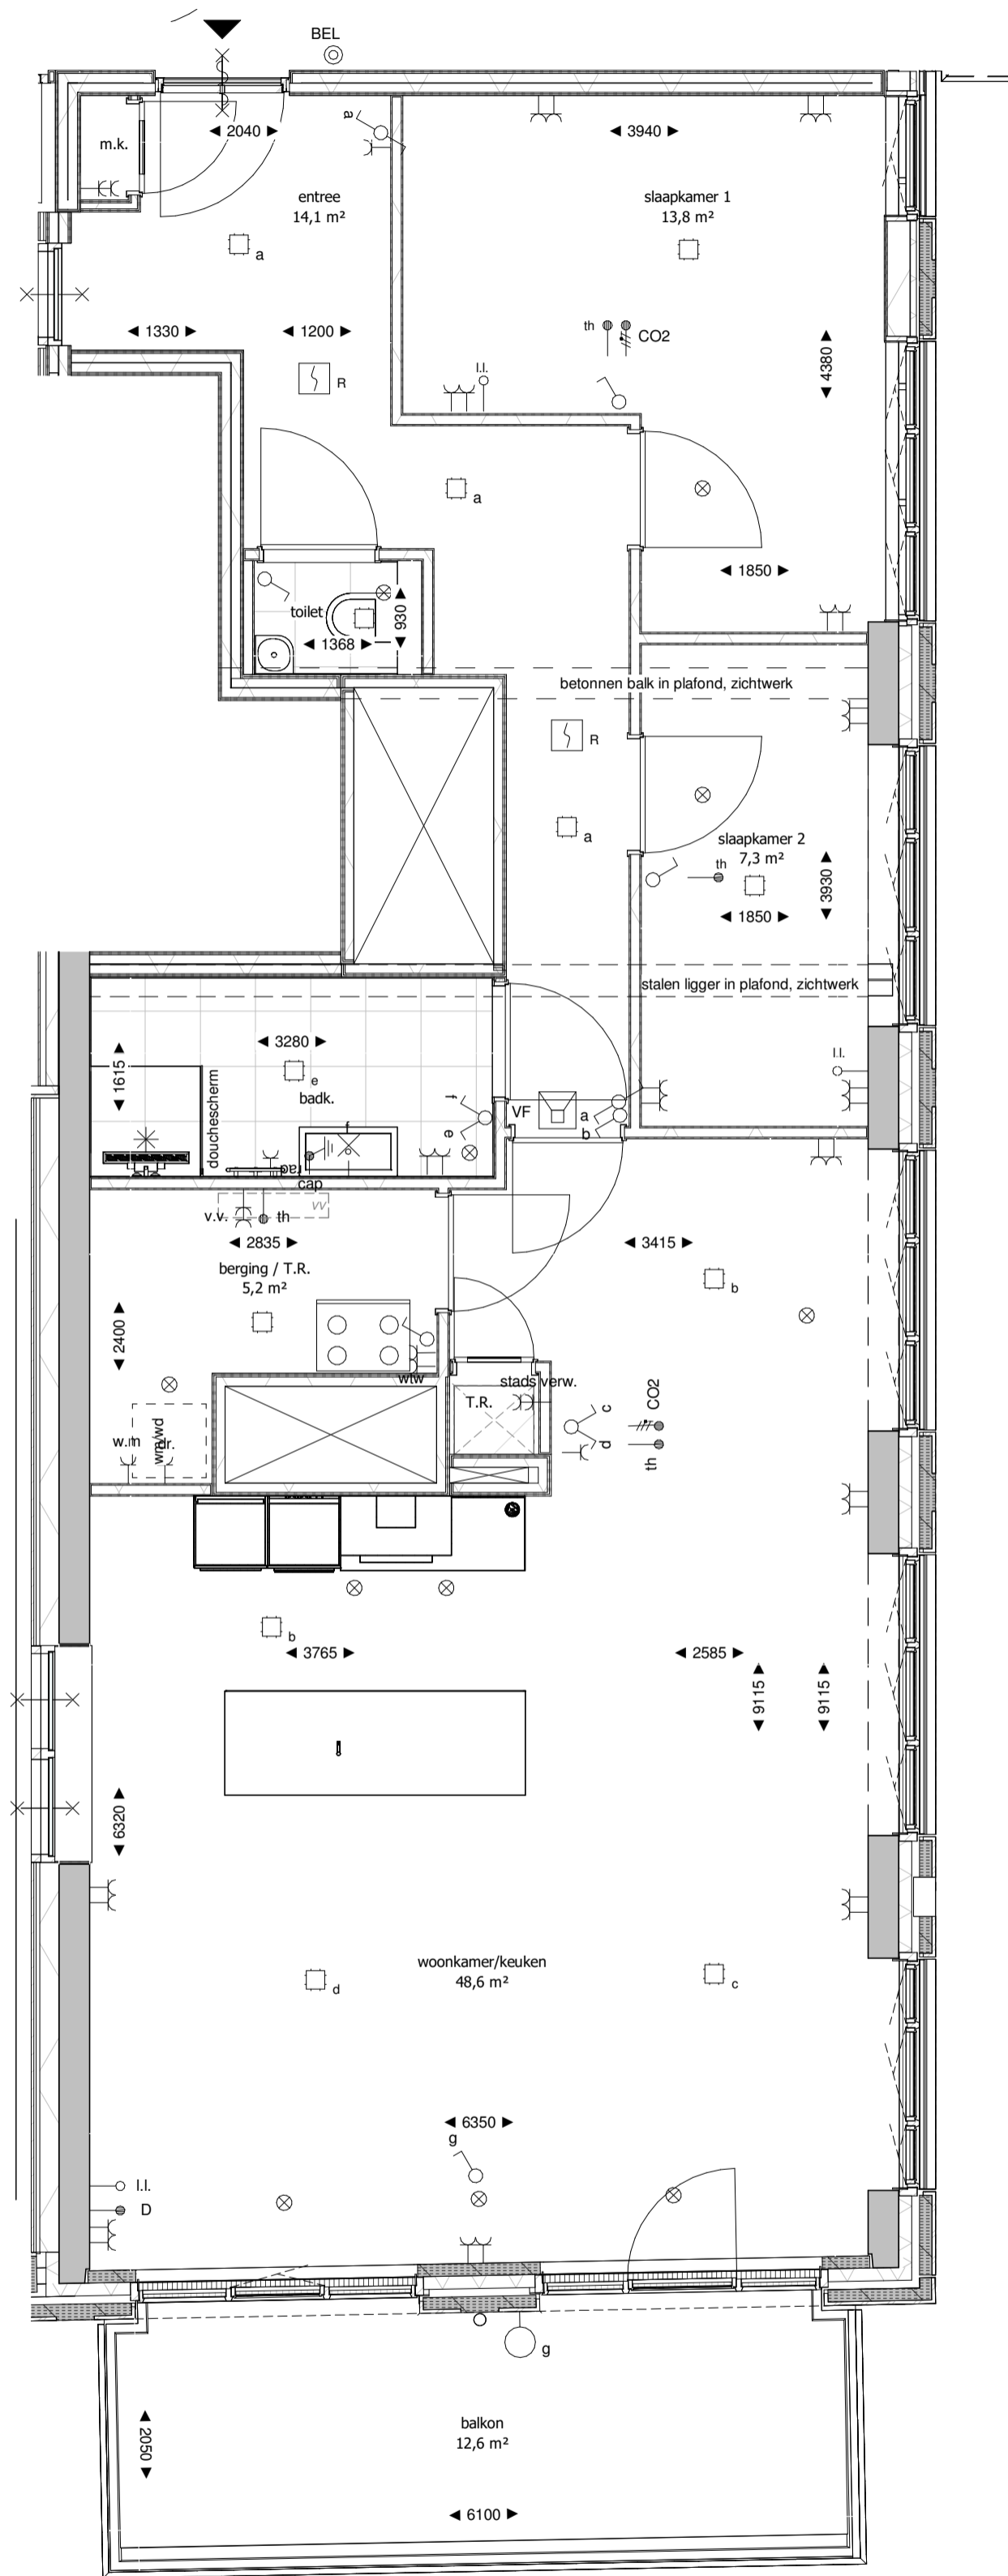 BEL
a
m.k.
2040
3940
entree
14,1 m²
slaapkamer 1
13,8 m²
a
1330
1200
th
CO2
4380
R
l.l.
a
1850
toilet
930
1368
betonnen balk in plafond, zichtwerk
R
a
slaapkamer 2
7,3 m²
th
3930
1850
stalen ligger in plafond, zichtwerk
3280
1615
e
badk.
douchescherm
f
e
f
rad
cap
VF
a
b
l.l.
v.v.
vv
th
2835
3415
berging / T.R.
5,2 m²
b
2400
wtw
stads verw.
T.R.
c
d
CO2
th
w.m
wm/wd
dr.
b
3765
2585
9115
9115
6320
woonkamer/keuken
48,6 m²
d
c
6350
g
l.l.
D
g
balkon
12,6 m²
2050
6100